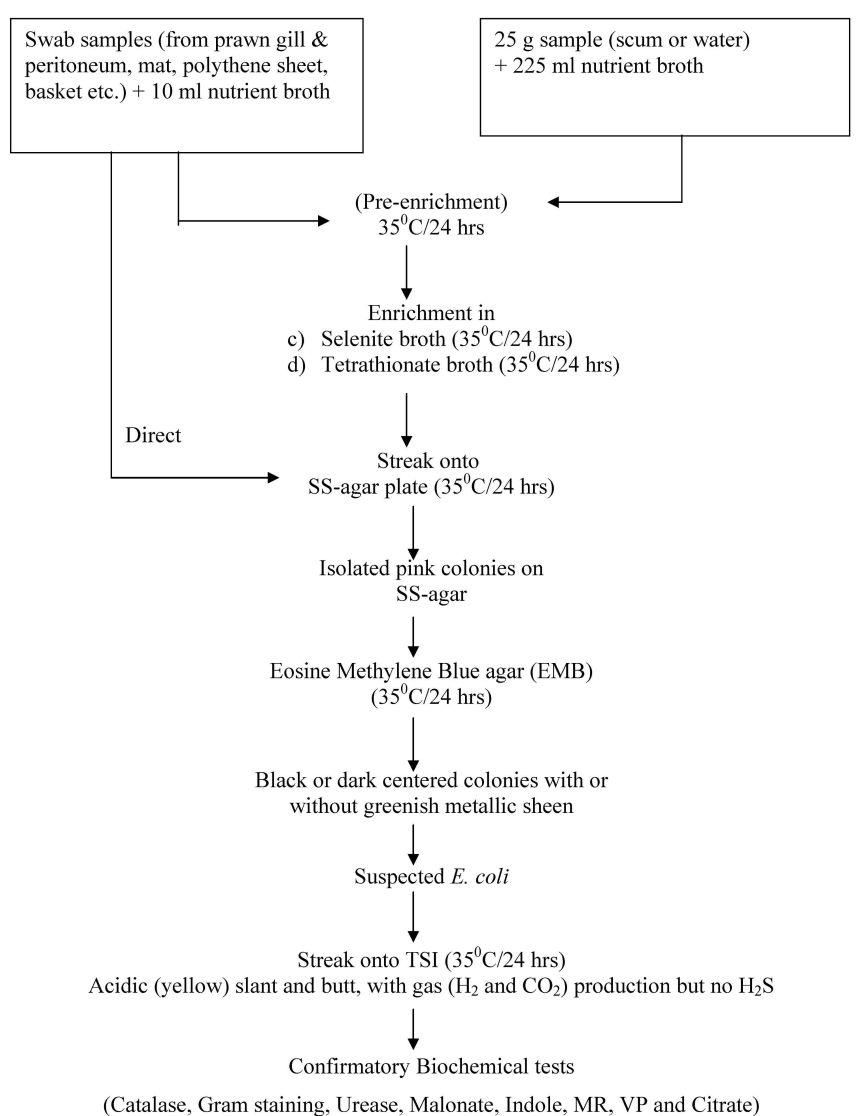 Swab samples (from prawn gill &
peritoneum, mat, polythene sheet,
basket etc.) + 10 ml nutrient broth
25 g sample (scum or water)
+ 225 ml nutrient broth
(Pre-enrichment)
35⁰C/24 hrs
Enrichment in
c) Selenite broth (35⁰C/24 hrs)
d) Tetrathionate broth (35⁰C/24 hrs)
Direct
Streak onto
SS-agar plate (35⁰C/24 hrs)
Isolated pink colonies on
SS-agar
Eosine Methylene Blue agar (EMB)
(35⁰C/24 hrs)
Black or dark centered colonies with or
without greenish metallic sheen
Suspected E. coli
Streak onto TSI (35⁰C/24 hrs)
Acidic (yellow) slant and butt, with gas (H₂ and CO₂) production but no H₂S
Confirmatory Biochemical tests
(Catalase, Gram staining, Urease, Malonate, Indole, MR, VP and Citrate)